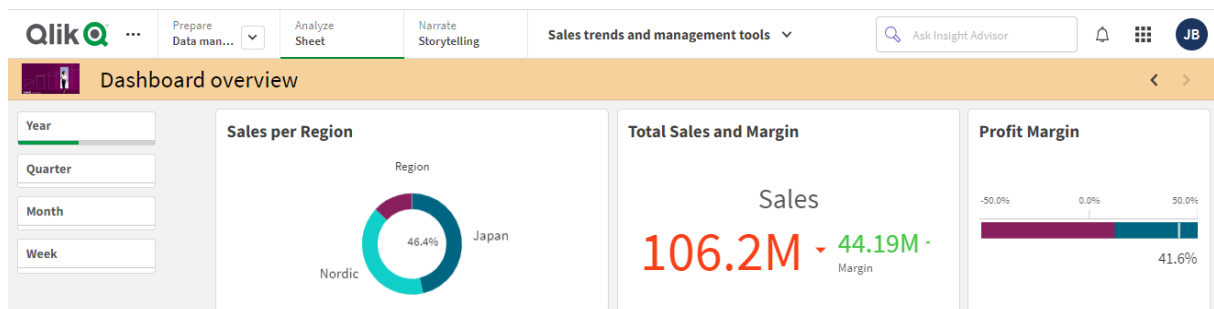 Qlik
Prepare
Data man...
Analyze
Sheet
Narrate
Storytelling
Sales trends and management tools
Ask Insight Advisor
JB
Dashboard overview
Year
Quarter
Month
Week
Sales per Region
Region
46.4%
Japan
Nordic
Total Sales and Margin
Sales
106.2M
44.19M
Margin
Profit Margin
-50.0% 0.0% 50.0%
41.6%